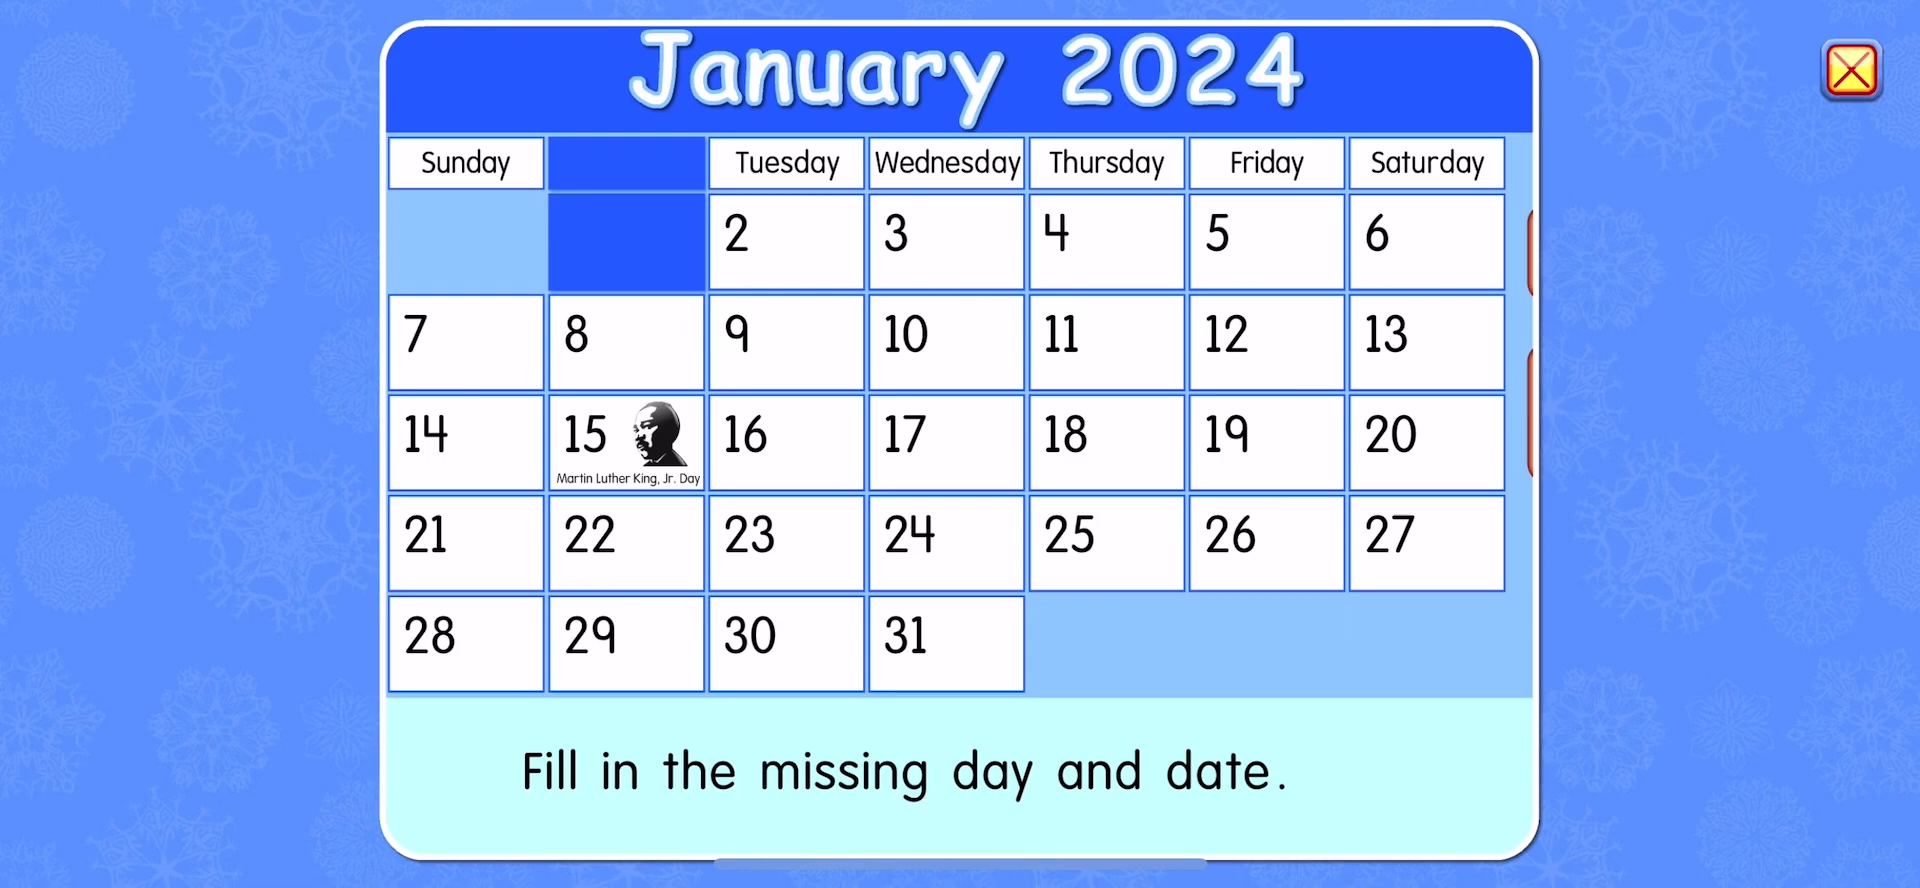 January 2024
Sunday Tuesday Wednesday Thursday Friday Saturday
2 3 4 5 6
7 8 9 10 11 12 13
14 15 16 17 18 19 20
Martin Luther King, Jr. Day
21 22 23 24 25 26 27
28 29 30 31
Fill in the missing day and date.